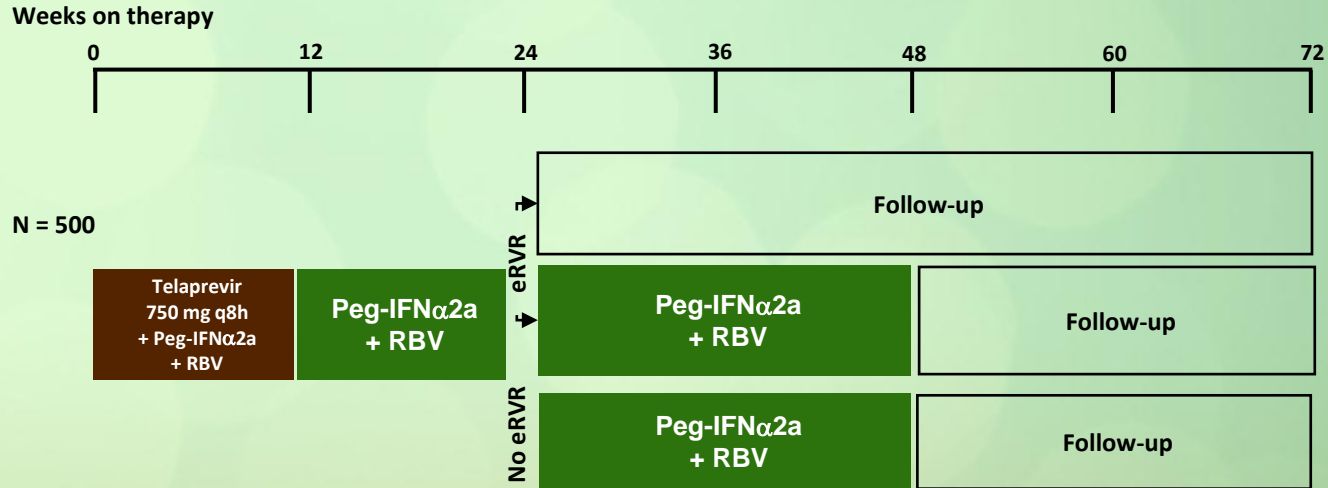 Weeks on therapy
0 12 24 36 48 60 72
Follow-up
N = 500
eRVR
Telaprevir
750 mg q8h
+ Peg-IFNα2a
+ RBV
Peg-IFNα2a
+ RBV
Peg-IFNα2a
+ RBV
Follow-up
No eRVR
Peg-IFNα2a
+ RBV
Follow-up